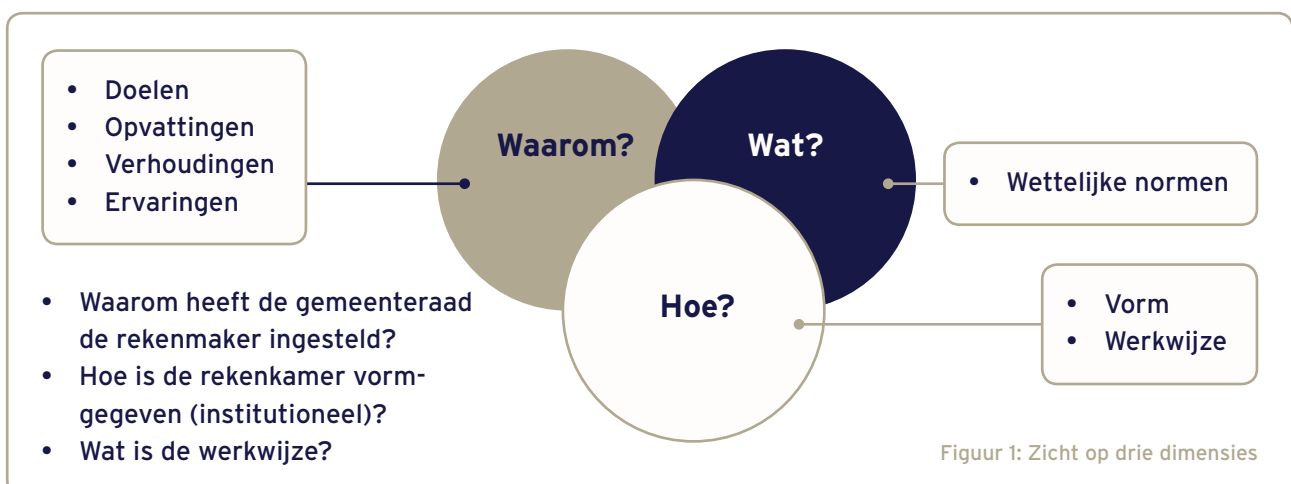 • Doelen
• Opvattingen
• Verhoudingen
• Ervaringen
Waarom?
Wat?
• Wettelijke normen
Hoe?
• Vorm
• Werkwijze
• Waarom heeft de gemeenteraad
de rekenmaker ingesteld?
• Hoe is de rekenkamer vorm-
gegeven (institutioneel)?
• Wat is de werkwijze?
Figuur 1: Zicht op drie dimensies